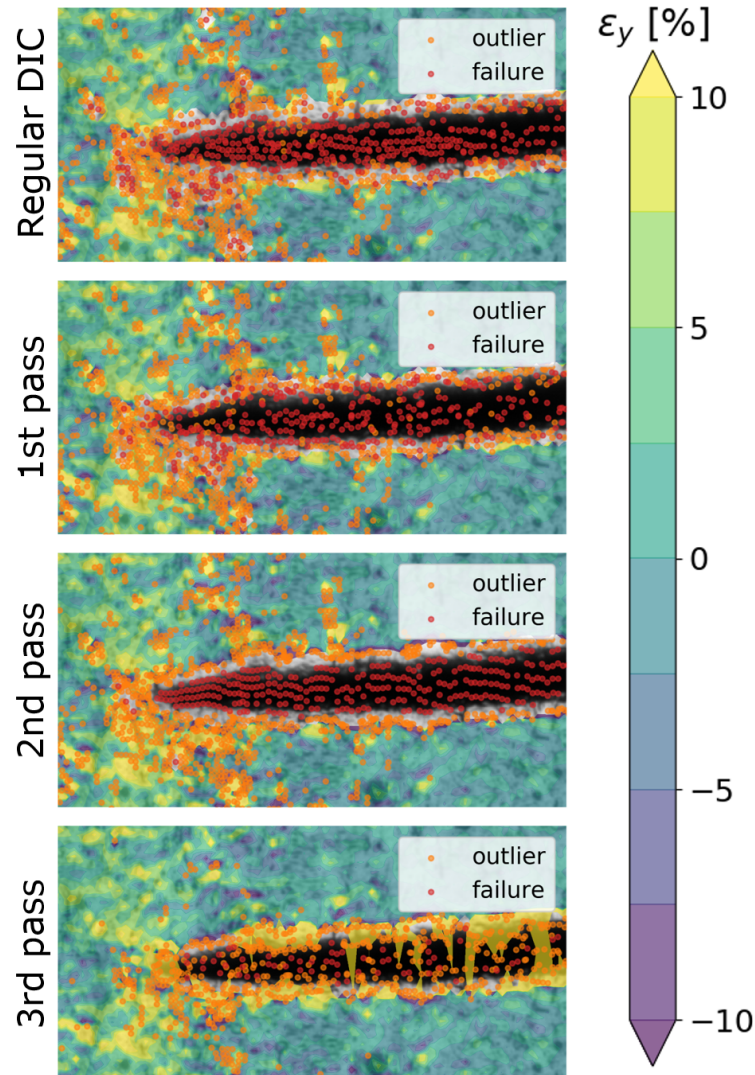 Regular DIC
outlier
failure
1st pass
outlier
failure
2nd pass
outlier
failure
3rd pass
outlier
failure
εy [%]
10
5
0
−5
−10